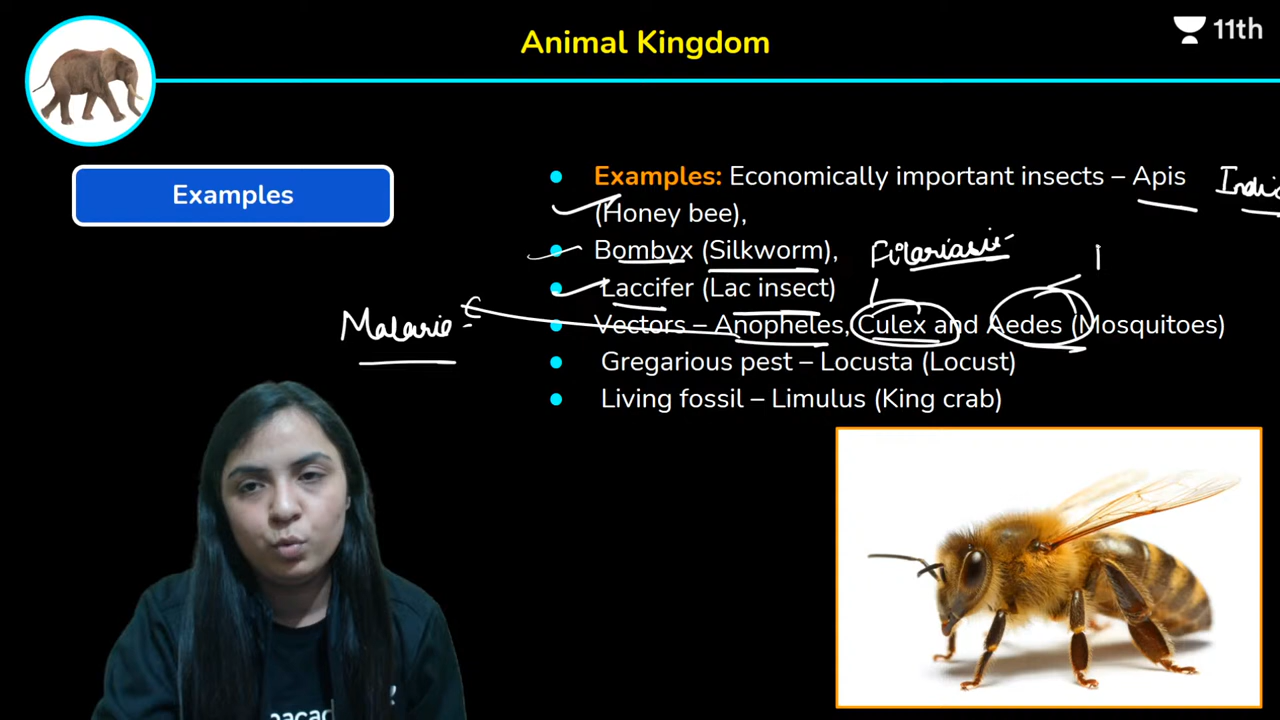 Animal Kingdom
11th
Examples
Examples: Economically important insects – Apis
(Honey bee),
Bombyx (Silkworm),
Filariasis
Laccifer (Lac insect)
Malaria
Vectors – Anopheles, Culex and Aedes (Mosquitoes)
Gregarious pest – Locusta (Locust)
Living fossil – Limulus (King crab)